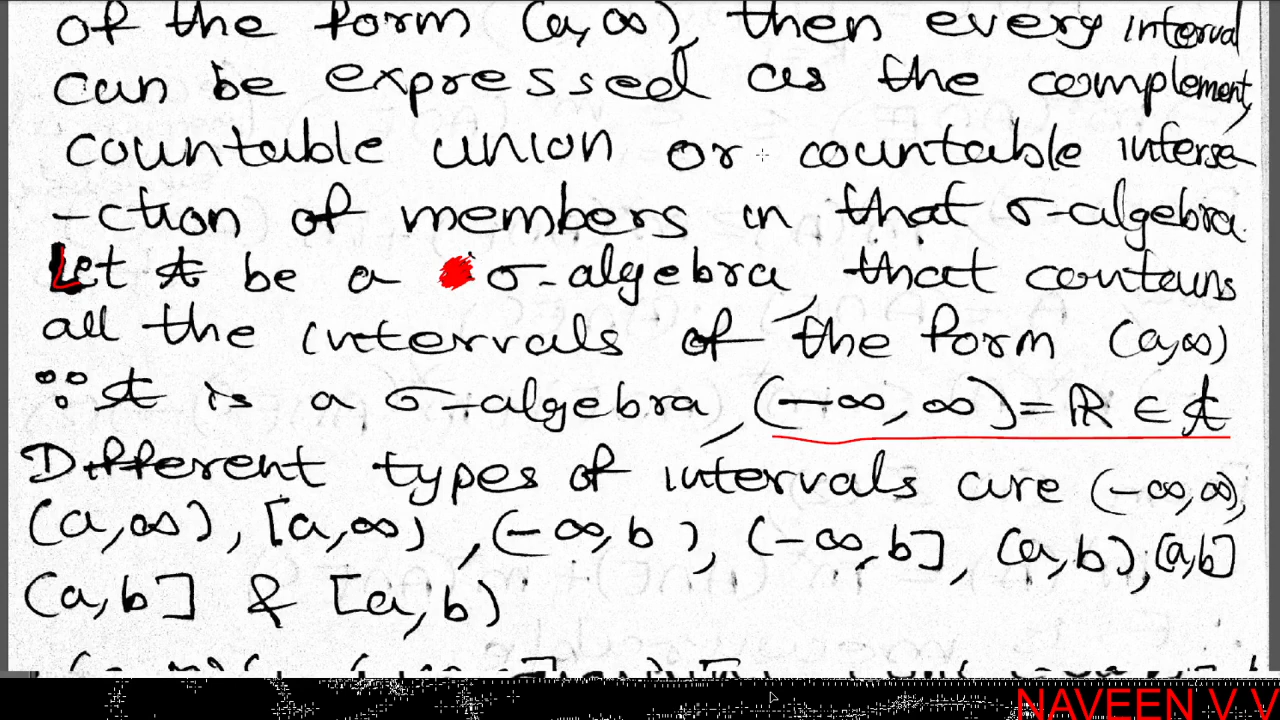 of the form (a,∞), then every interval
can be expressed as the complement,
countable union or countable interse
-ction of members in that σ-algebra.
Let 𝒜 be a σ-algebra, that contains
all the intervals of the form (a,∞)
∵ 𝒜 is a σ-algebra, (-∞,∞)=ℝ∈𝒜
Different types of intervals are (-∞,∞),
(a,∞), [a,∞), (-∞,b), (-∞,b], (a,b), [a,b]
(a,b] & [a,b)
NAVEEN V V